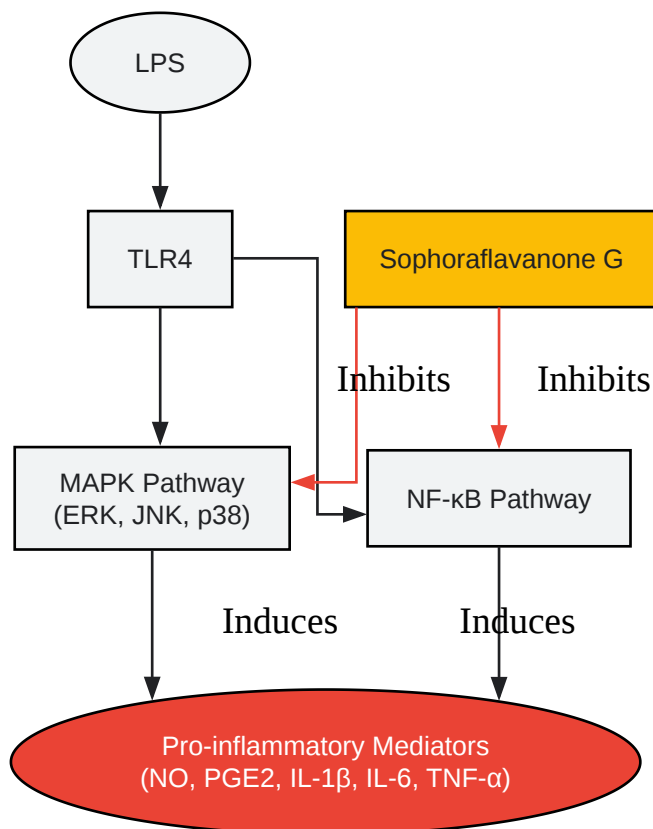 LPS
TLR4
Sophoraflavanone G
Inhibits
Inhibits
MAPK Pathway
(ERK, JNK, p38)
NF-κB Pathway
Induces
Induces
Pro-inflammatory Mediators
(NO, PGE2, IL-1β, IL-6, TNF-α)